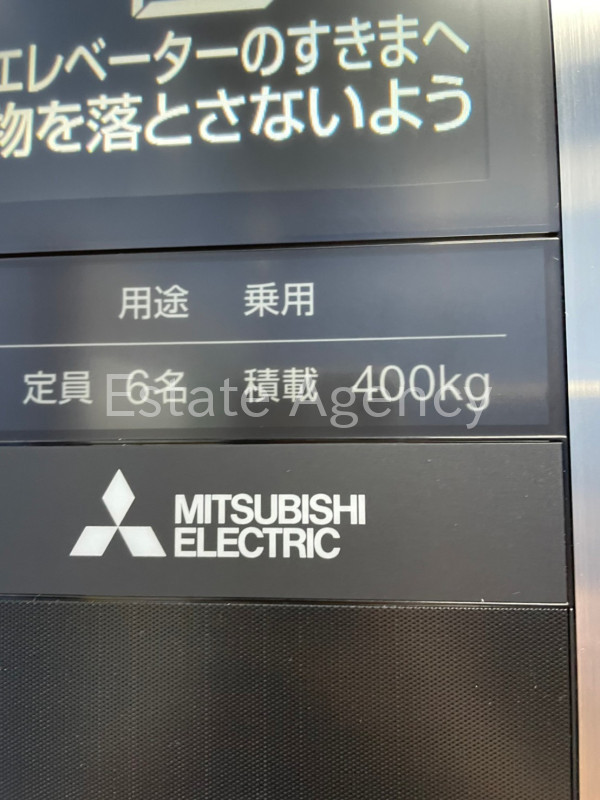 エレベーターのすきまへ
物を落とさないよう
用途 乗用
定員 6名 積載 400kg
Estate Agency
MITSUBISHI
ELECTRIC